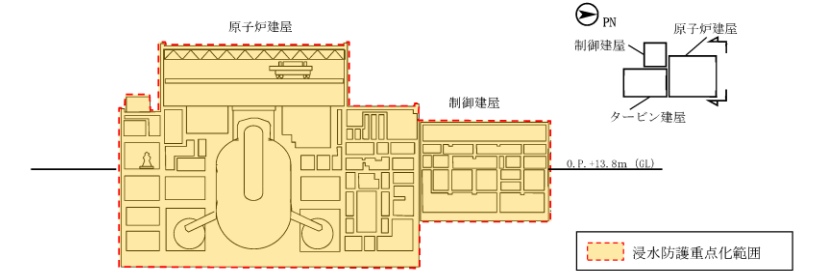 原子炉建屋
PN
原子炉建屋
制御建屋
制御建屋
タービン建屋
O.P.+13.8m (GL)
浸水防護重点化範囲